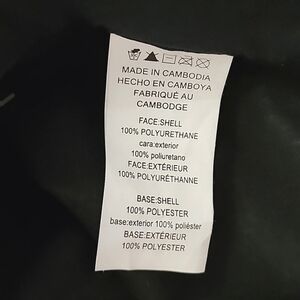 MADE IN CAMBODIA
HECHO EN CAMBOYA
FABRIQUÉ AU
CAMBODGE
FACE:SHELL
100% POLYURETHANE
cara:exterior
100% poliuretano
FACE:EXTÉRIEUR
100% POLYURÉTHANNE
BASE:SHELL
100% POLYESTER
base:exterior 100% poliéster
BASE:EXTÉRIEUR
100% POLYESTER